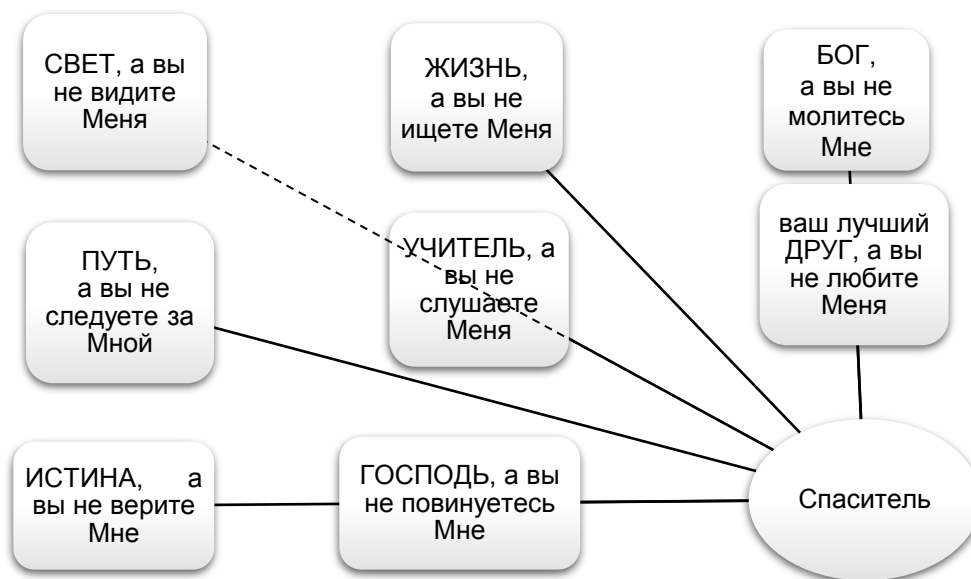 СВЕТ, а вы
не видите
Меня
ЖИЗНЬ,
а вы не
ищете Меня
БОГ,
а вы не
молитесь
Мне
ПУТЬ,
а вы не
следуете за
Мной
УЧИТЕЛЬ, а
вы не
слушаете
Меня
ваш лучший
ДРУГ, а вы
не любите
Меня
ИСТИНА, а
вы не верите
Мне
ГОСПОДЬ, а вы
не повинуетесь
Мне
Спаситель